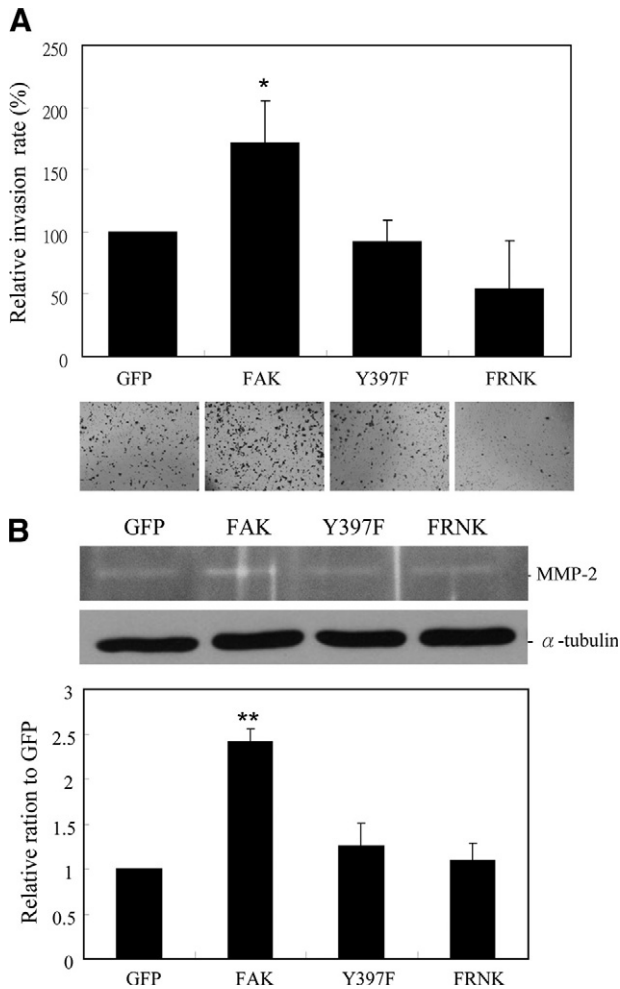 A
Relative invasion rate (%)
250
200
150
100
50
0
*
GFP FAK Y397F FRNK
B
GFP FAK Y397F FRNK
MMP-2
α-tubulin
Relative ration to GFP
3
2.5
1.5
1
0.5
0
**
GFP FAK Y397F FRNK